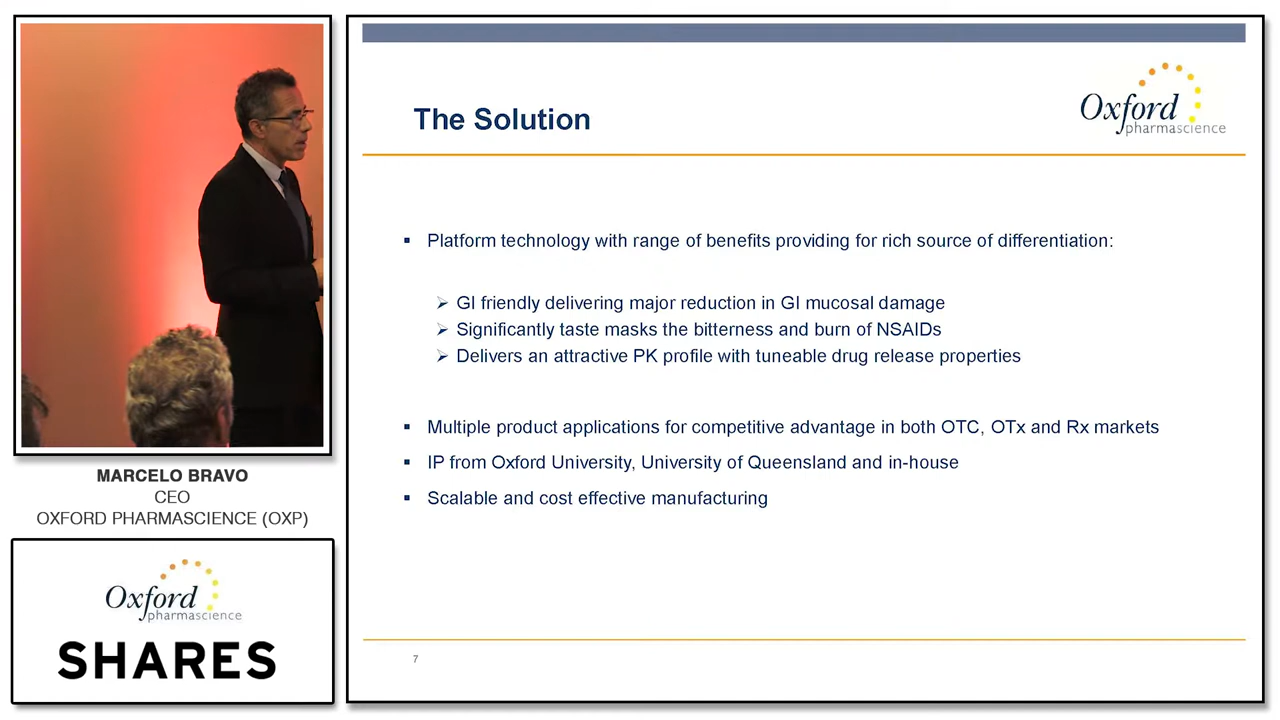 MARCELO BRAVO
CEO
OXFORD PHARMASCIENCE (OXP)
Oxford
pharmascience
SHARES
The Solution
Oxford
pharmascience
Platform technology with range of benefits providing for rich source of differentiation:
GI friendly delivering major reduction in GI mucosal damage
Significantly taste masks the bitterness and burn of NSAIDs
Delivers an attractive PK profile with tuneable drug release properties
Multiple product applications for competitive advantage in both OTC, OTx and Rx markets
IP from Oxford University, University of Queensland and in-house
Scalable and cost effective manufacturing
7